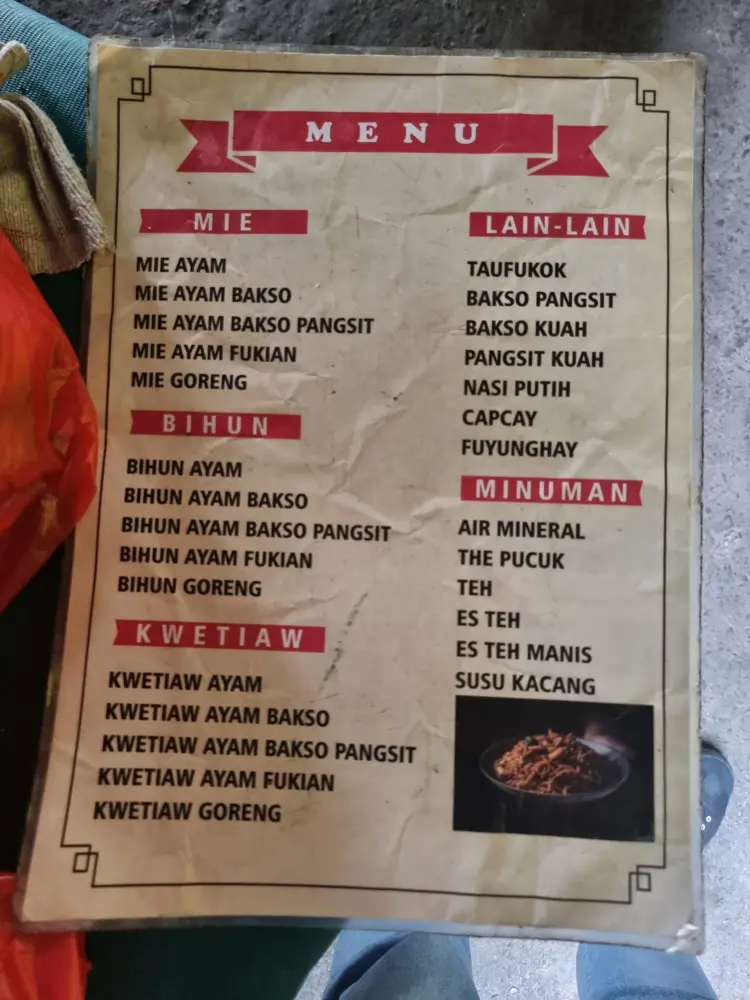 MENU
MIE
MIE AYAM
MIE AYAM BAKSO
MIE AYAM BAKSO PANGSIT
MIE AYAM FUKIAN
MIE GORENG
BIHUN
BIHUN AYAM
BIHUN AYAM BAKSO
BIHUN AYAM BAKSO PANGSIT
BIHUN AYAM FUKIAN
BIHUN GORENG
KWETIAW
KWETIAW AYAM
KWETIAW AYAM BAKSO
KWETIAW AYAM BAKSO PANGSIT
KWETIAW AYAM FUKIAN
KWETIAW GORENG
LAIN-LAIN
TAUFUKOK
BAKSO PANGSIT
BAKSO KUAH
PANGSIT KUAH
NASI PUTIH
CAPCAY
FUYUNGHAY
MINUMAN
AIR MINERAL
THE PUCUK
TEH
ES TEH
ES TEH MANIS
SUSU KACANG